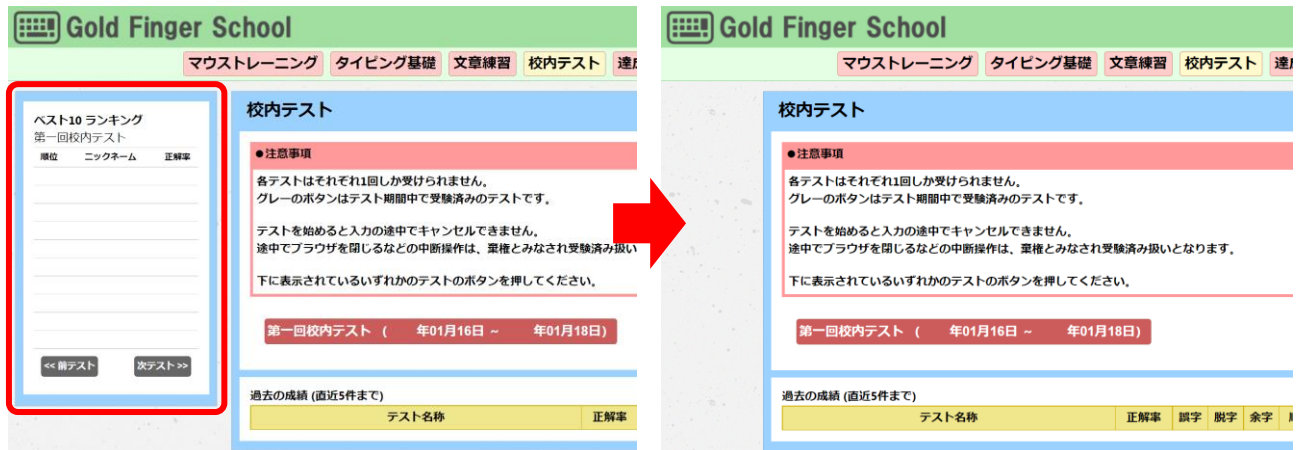 Gold Finger School
マウストレーニング タイピング基礎 文章練習 校内テスト
ベスト10 ランキング
第一回校内テスト
順位 ニックネーム 正解率
<< 前テスト 次テスト >>
校内テスト
●注意事項
各テストはそれぞれ1回しか受けられません。
グレーのボタンはテスト期間中で受験済みのテストです。
テストを始めると入力の途中でキャンセルできません。
途中でブラウザを閉じるなどの中断操作は、棄権とみなされ受験済み扱い
下に表示されているいずれかのテストのボタンを押してください。
第一回校内テスト ( 年01月16日 ~ 年01月18日)
過去の成績 (直近5件まで)
テスト名称 正解率
Gold Finger School
マウストレーニング タイピング基礎 文章練習 校内テスト
校内テスト
●注意事項
各テストはそれぞれ1回しか受けられません。
グレーのボタンはテスト期間中で受験済みのテストです。
テストを始めると入力の途中でキャンセルできません。
途中でブラウザを閉じるなどの中断操作は、棄権とみなされ受験済み扱いとなります。
下に表示されているいずれかのテストのボタンを押してください。
第一回校内テスト ( 年01月16日 ~ 年01月18日)
過去の成績 (直近5件まで)
テスト名称 正解率 誤字 脱字 余字